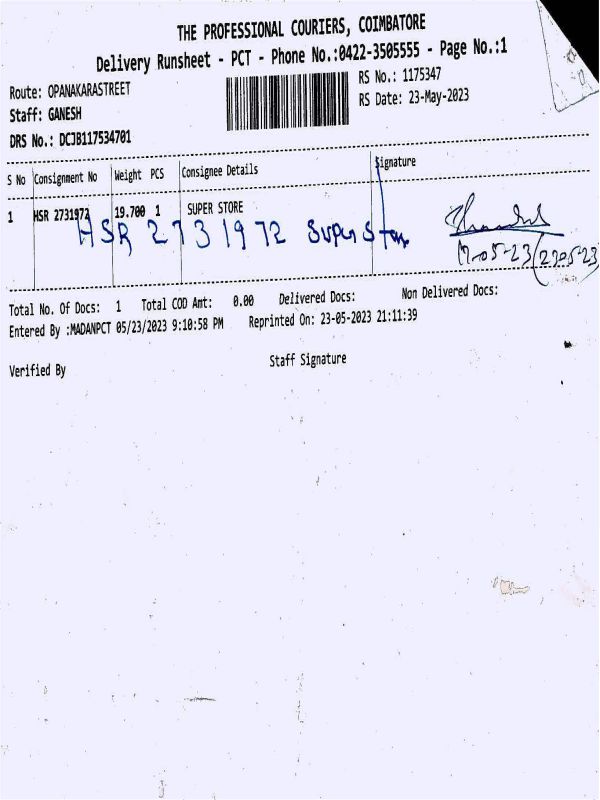 THE PROFESSIONAL COURIERS, COIMBATORE
Delivery Runsheet - PCT - Phone No.:0422-3505555 - Page No.:1
Route: OPANAKARASTREET
RS No.: 1175347
Staff: GANESH
RS Date: 23-May-2023
DRS No.: DCJB117534701
S No Consignment No Weight PCS Consignee Details Signature
1 HSR 2731972 19.700 1 SUPER STORE
HSR 2731972 Super Store
17-05-23 (23-05-23
Total No. Of Docs: 1 Total COD Amt: 0.00 Delivered Docs: Non Delivered Docs:
Entered By :MADANPCT 05/23/2023 9:10:58 PM Reprinted On: 23-05-2023 21:11:39
Verified By Staff Signature